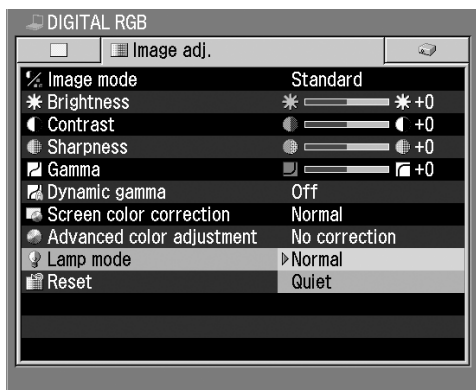 DIGITAL RGB
Image adj.
Image mode Standard
Brightness +0
Contrast +0
Sharpness +0
Gamma +0
Dynamic gamma Off
Screen color correction Normal
Advanced color adjustment No correction
Lamp mode Normal
Reset Quiet